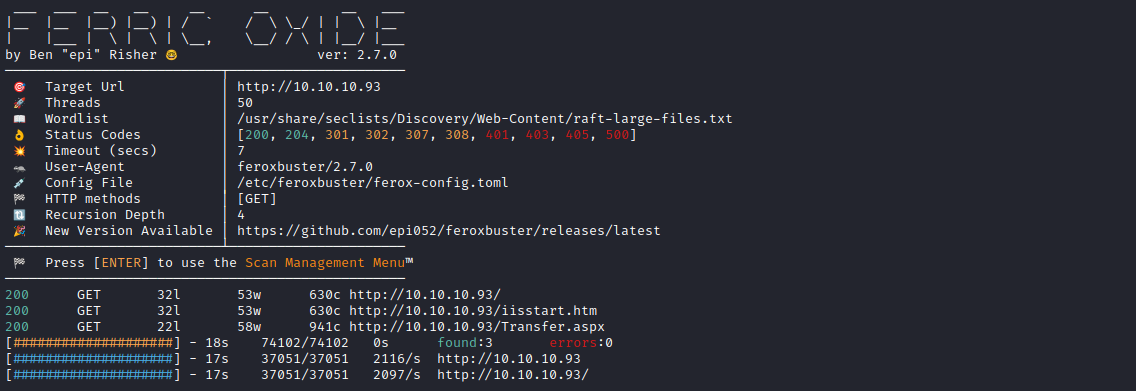 FERRIC OXIDE
by Ben "epi" Risher 🤓 ver: 2.7.0
🎯 Target Url │ http://10.10.10.93
🚀 Threads │ 50
📖 Wordlist │ /usr/share/seclists/Discovery/Web-Content/raft-large-files.txt
👌 Status Codes │ [200, 204, 301, 302, 307, 308, 401, 403, 405, 500]
💥 Timeout (secs) │ 7
🦡 User-Agent │ feroxbuster/2.7.0
💉 Config File │ /etc/feroxbuster/ferox-config.toml
🏁 HTTP methods │ [GET]
🔃 Recursion Depth │ 4
🎉 New Version Available │ https://github.com/epi052/feroxbuster/releases/latest
🏁 Press [ENTER] to use the Scan Management Menu™
200 GET 32l 53w 630c http://10.10.10.93/
200 GET 32l 53w 630c http://10.10.10.93/iisstart.htm
200 GET 22l 58w 941c http://10.10.10.93/Transfer.aspx
[####################] - 18s 74102/74102 0s found:3 errors:0
[####################] - 17s 37051/37051 2116/s http://10.10.10.93
[####################] - 17s 37051/37051 2097/s http://10.10.10.93/